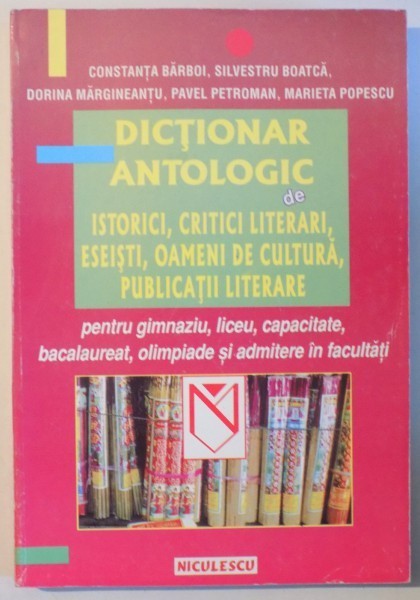 CONSTANȚA BĂRBOI, SILVESTRU BOATCĂ,
DORINA MĂRGINEANȚU, PAVEL PETROMAN, MARIETA POPESCU
DICȚIONAR
ANTOLOGIC
de
ISTORICI, CRITICI LITERARI,
ESEIȘTI, OAMENI DE CULTURĂ,
PUBLICAȚII LITERARE
pentru gimnaziu, liceu, capacitate,
bacalaureat, olimpiade și admitere în facultăți
N
NICULESCU